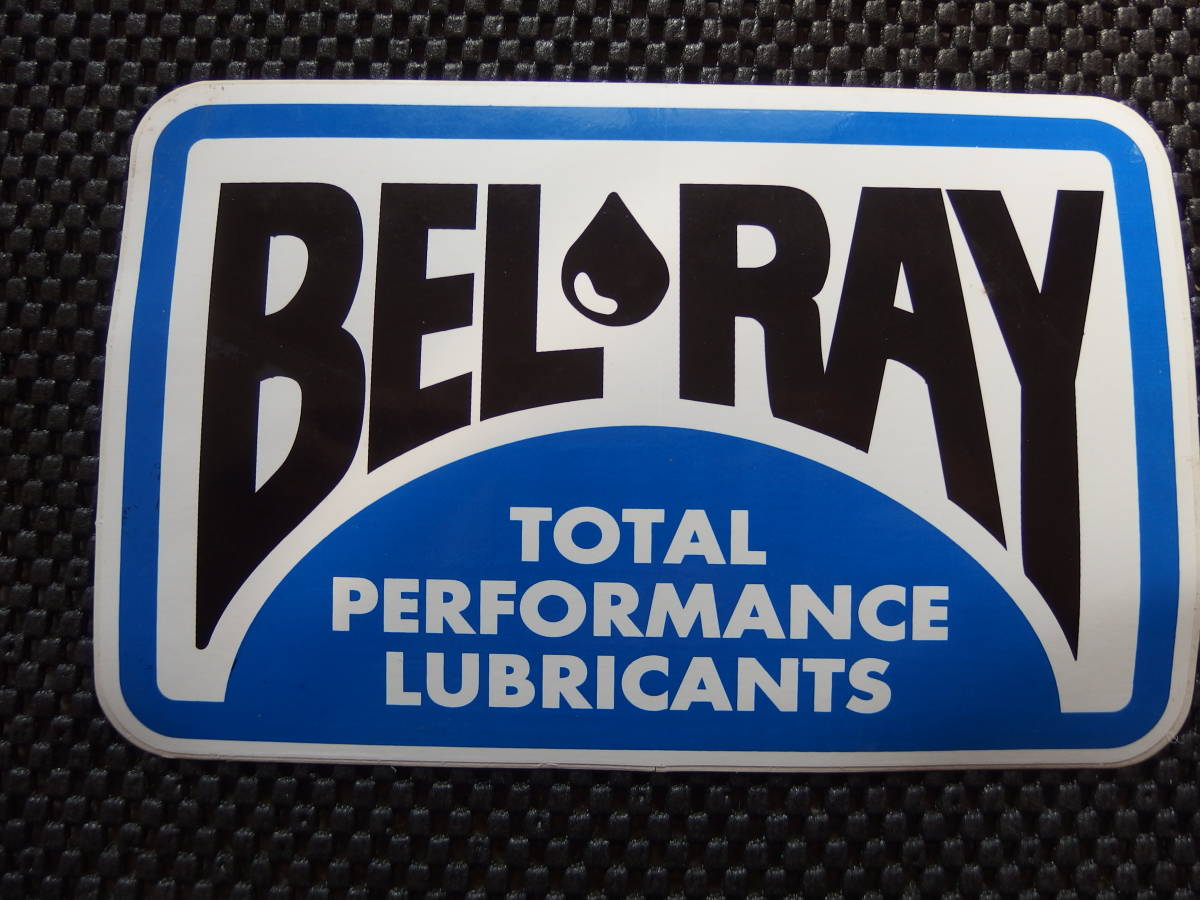 BEL RAY
TOTAL
PERFORMANCE
LUBRICANTS